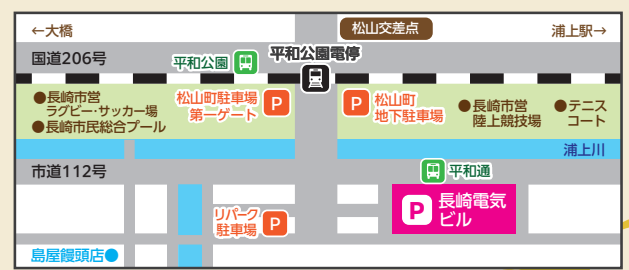 ←大橋
松山交差点
浦上駅→
国道206号
平和公園
平和公園電停
●長崎市営
ラグビー・サッカー場
●長崎市民総合プール
松山町駐車場
第一ゲート
P
P
松山町
地下駐車場
●長崎市営
陸上競技場
●テニス
コート
浦上川
市道112号
平和通
リパーク
駐車場
P
P
長崎電気
ビル
島屋饅頭店●